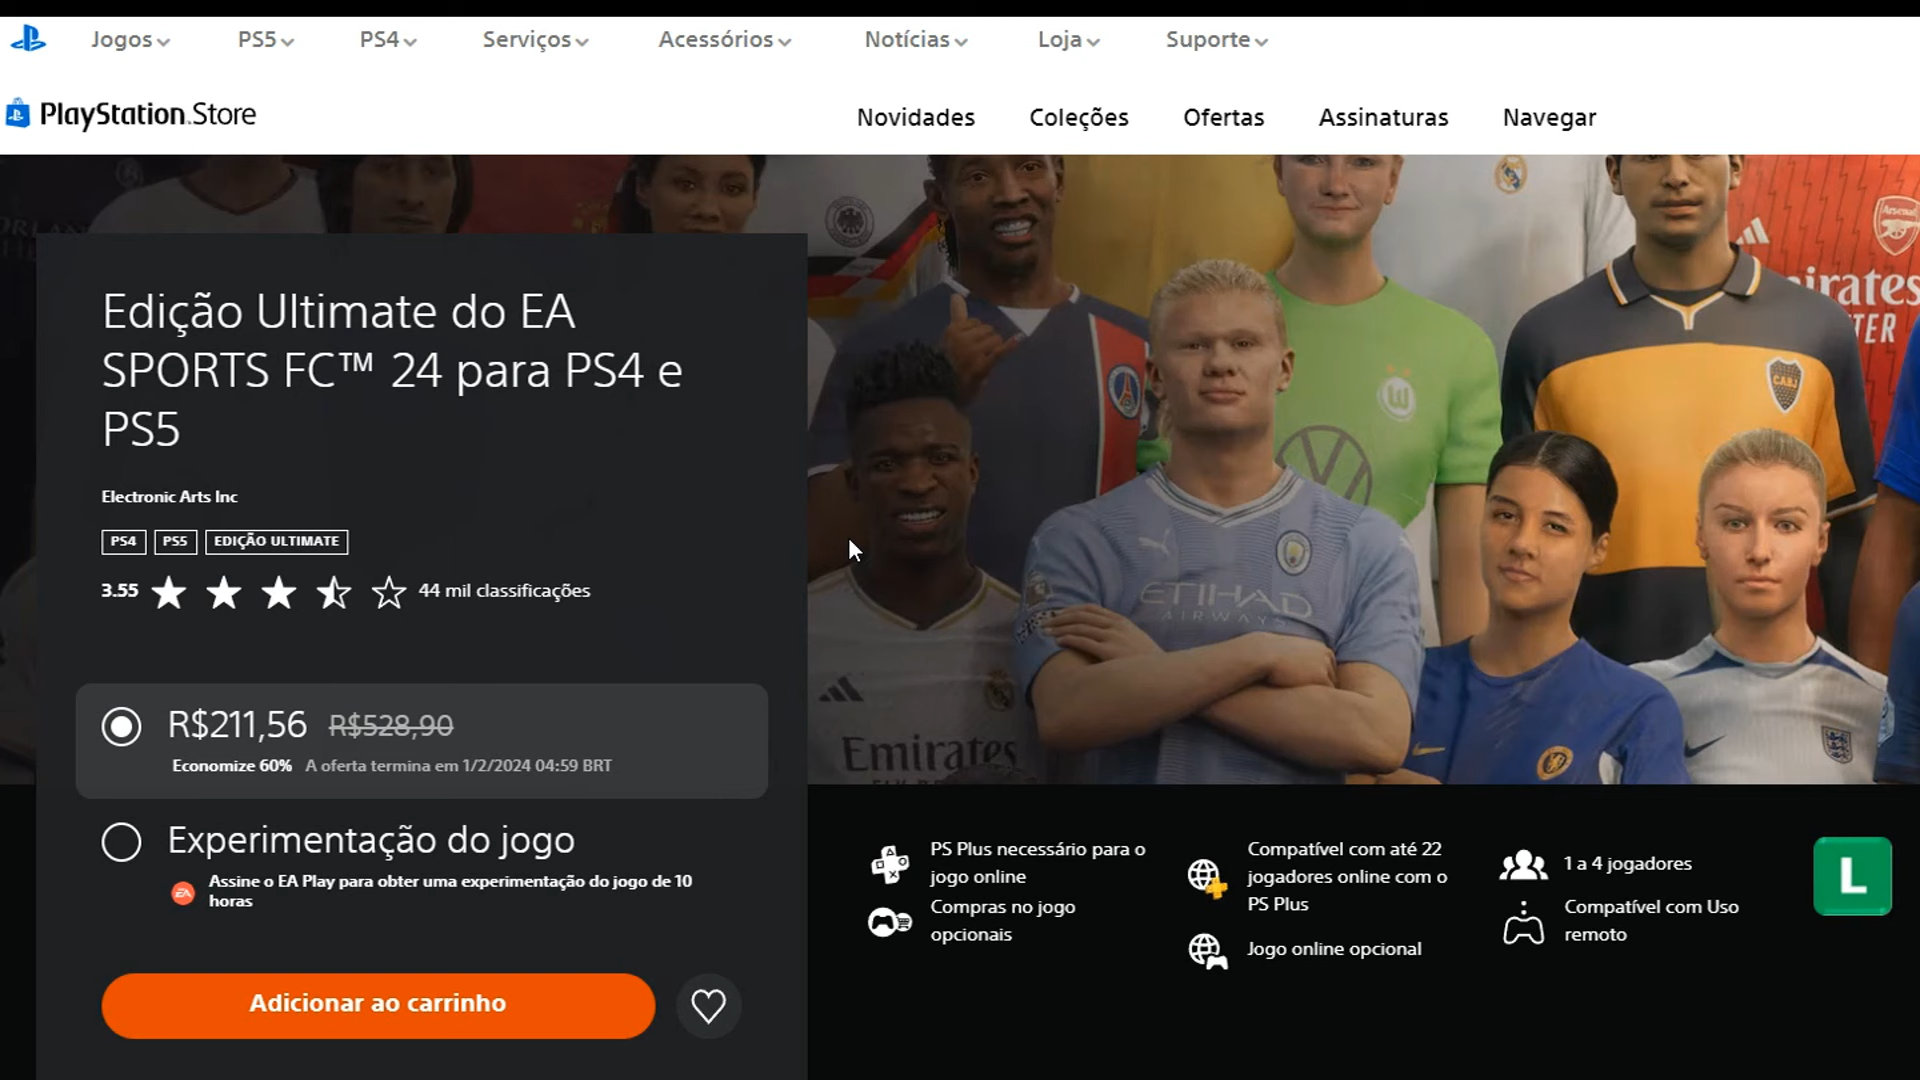 Jogos
PS5
PS4
Serviços
Acessórios
Notícias
Loja
Suporte
PlayStation Store
Novidades
Coleções
Ofertas
Assinaturas
Navegar
Edição Ultimate do EA
SPORTS FC™ 24 para PS4 e
PS5
Electronic Arts Inc
PS4 PS5 EDIÇÃO ULTIMATE
3.55 44 mil classificações
R$211,56 R$528,90
Economize 60% A oferta termina em 1/2/2024 04:59 BRT
Experimentação do jogo
EA
Assine o EA Play para obter uma experimentação do jogo de 10
horas
Adicionar ao carrinho
Arsenal
CABJ
ETIHAD
AIRWAYS
Emirates
PS Plus necessário para o
jogo online
Compras no jogo
opcionais
Compatível com até 22
jogadores online com o
PS Plus
Jogo online opcional
1 a 4 jogadores
Compatível com Uso
remoto
L